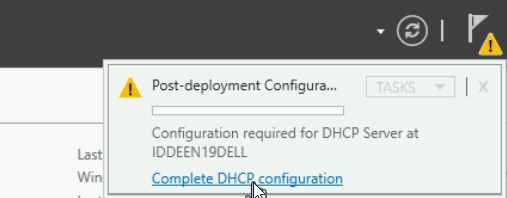 Post-deployment Configura...
TASKS
Configuration required for DHCP Server at
IDDEEN19DELL
Last
Win
Complete DHCP configuration